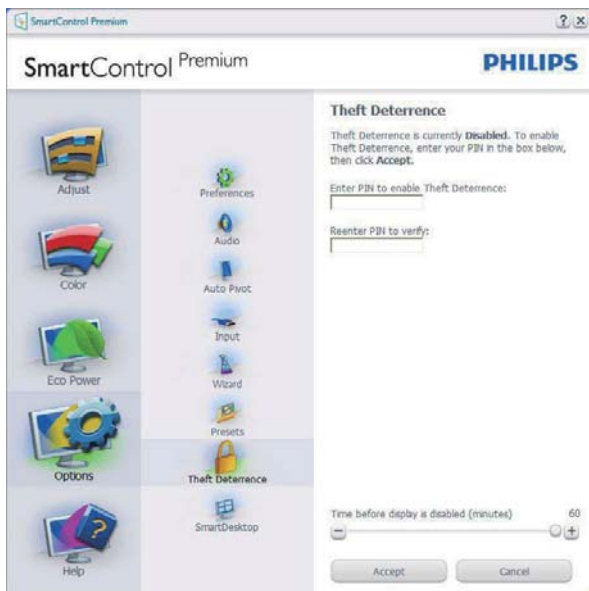 SmartControl Premium
SmartControl Premium
PHILIPS
Adjust
Color
Eco Power
Options
Help
Preferences
Audio
Auto Pivot
Input
Wizard
Presets
Theft Deterrence
SmartDesktop
Theft Deterrence
Theft Deterrence is currently Disabled. To enable
Theft Deterrence, enter your PIN in the box below,
then click Accept.
Enter PIN to enable Theft Deterrence:
Reenter PIN to verify:
Time before display is disabled (minutes) 60
Accept
Cancel